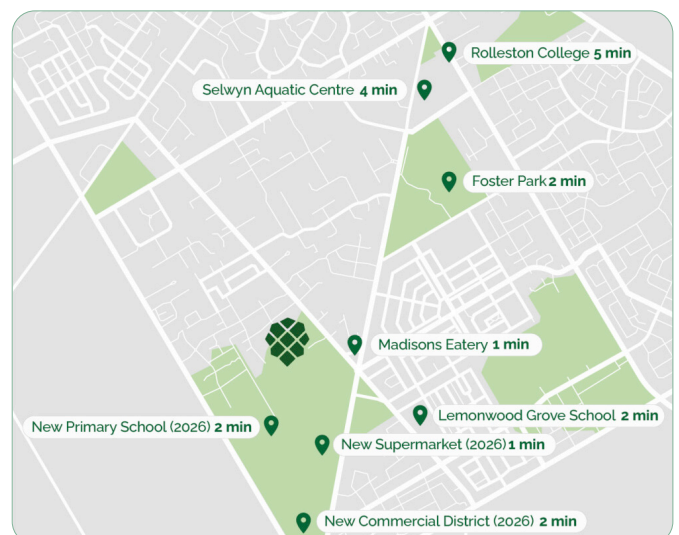 Rolleston College 5 min
Selwyn Aquatic Centre 4 min
Foster Park 2 min
Madisons Eatery 1 min
Lemonwood Grove School 2 min
New Primary School (2026) 2 min
New Supermarket (2026) 1 min
New Commercial District (2026) 2 min